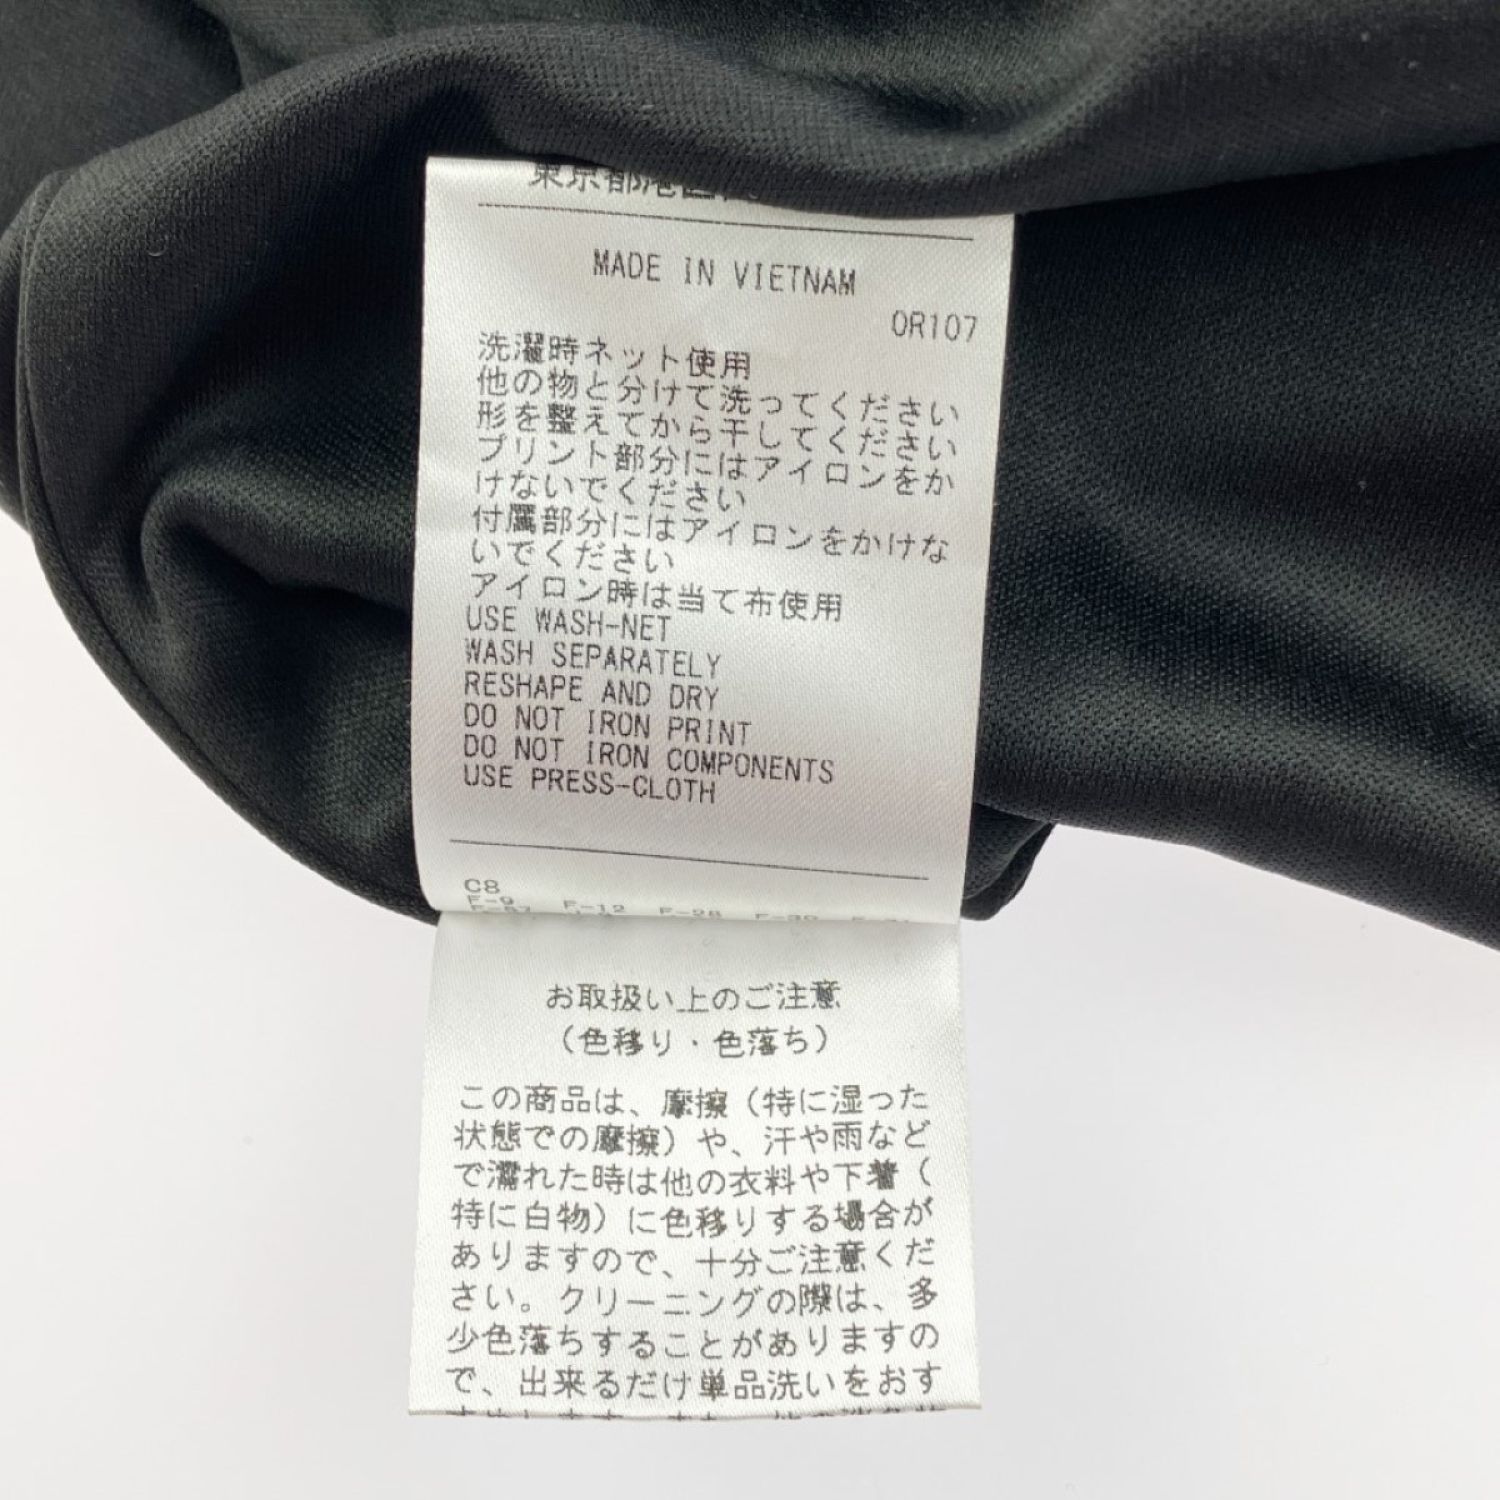 東京都港区
MADE IN VIETNAM
OR107
洗濯時ネット使用
他の物と分けて洗ってください
形を整えてから干してください
プリント部分にはアイロンをか
けないでください
付属部分にはアイロンをかけな
いでください
アイロン時は当て布使用
USE WASH-NET
WASH SEPARATELY
RESHAPE AND DRY
DO NOT IRON PRINT
DO NOT IRON COMPONENTS
USE PRESS-CLOTH
C8
F-9 F-12 F-28 F-30
お取扱い上のご注意
（色移り・色落ち）
この商品は、摩擦（特に湿った
状態での摩擦）や、汗や雨など
で濡れた時は他の衣料や下着（
特に白物）に色移りする場合が
ありますので、十分ご注意くだ
さい。クリーニングの際は、多
少色落ちすることがありますの
で、出来るだけ単品洗いをおす